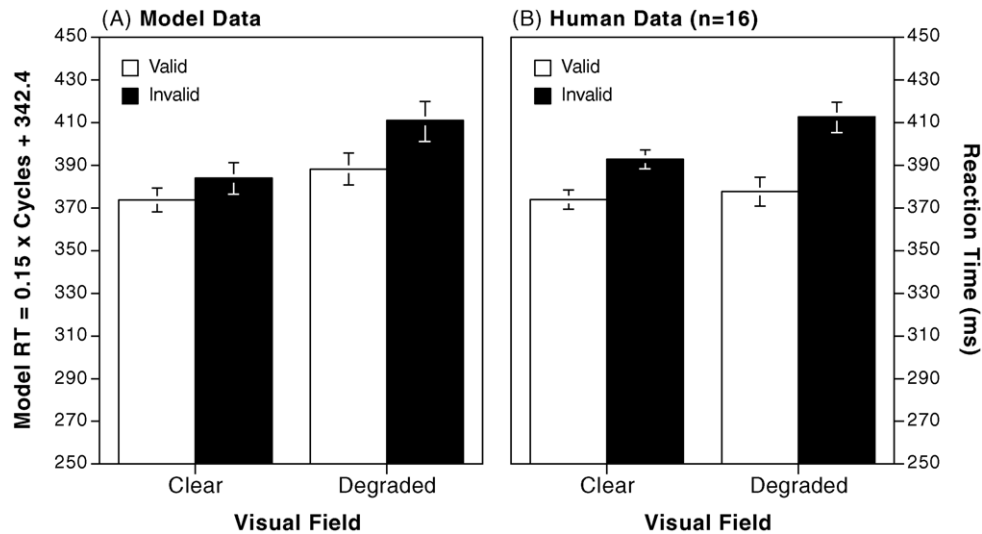 (A) Model Data
450
430
410
390
370
350
330
310
290
270
250
Model RT = 0.15 x Cycles + 342.4
Valid
Invalid
Clear
Degraded
Visual Field
(B) Human Data (n=16)
Valid
Invalid
Clear
Degraded
Visual Field
450
430
410
390
370
350
330
310
290
270
250
Reaction Time (ms)